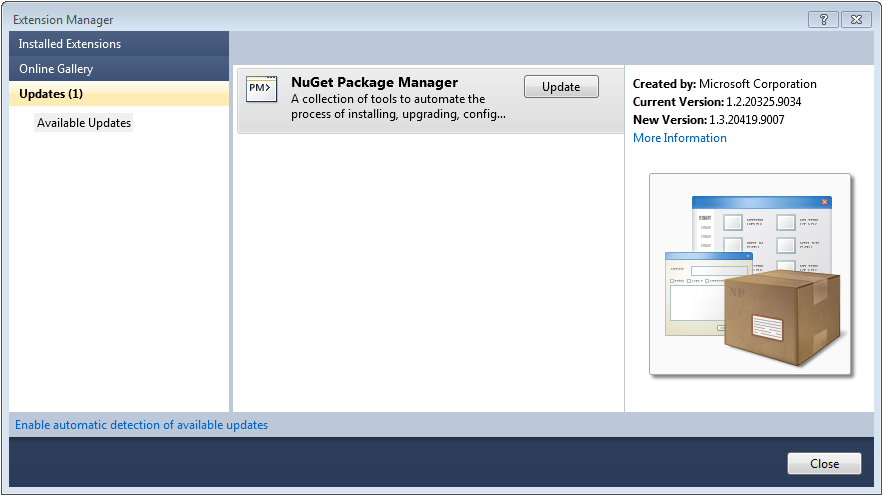 Extension Manager
?
Installed Extensions
Online Gallery
Updates (1)
Available Updates
PM>
NuGet Package Manager
A collection of tools to automate the
process of installing, upgrading, config...
Update
Created by: Microsoft Corporation
Current Version: 1.2.20325.9034
New Version: 1.3.20419.9007
More Information
NP
Enable automatic detection of available updates
Close